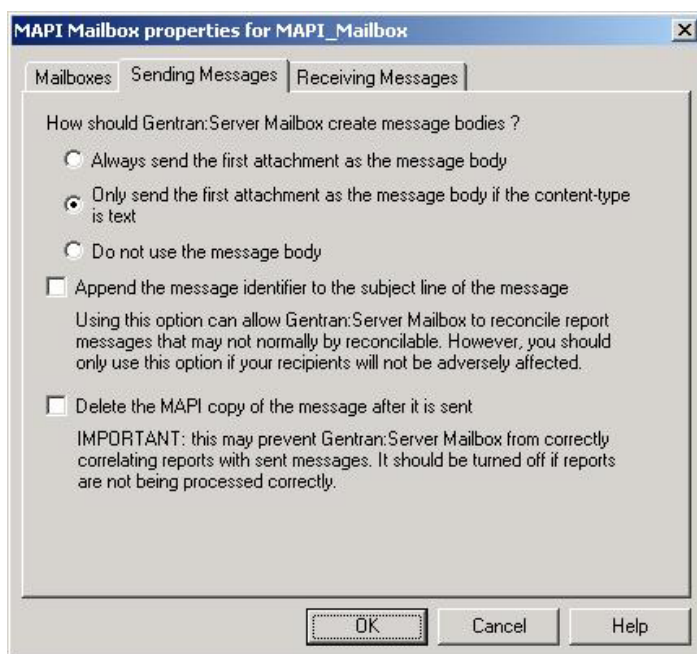 MAPI Mailbox properties for MAPI_Mailbox
Mailboxes Sending Messages Receiving Messages
How should Gentran:Server Mailbox create message bodies ?
Always send the first attachment as the message body
Only send the first attachment as the message body if the content-type
is text
Do not use the message body
Append the message identifier to the subject line of the message
Using this option can allow Gentran:Server Mailbox to reconcile report
messages that may not normally by reconcilable. However, you should
only use this option if your recipients will not be adversely affected.
Delete the MAPI copy of the message after it is sent
IMPORTANT: this may prevent Gentran:Server Mailbox from correctly
correlating reports with sent messages. It should be turned off if reports
are not being processed correctly.
OK Cancel Help